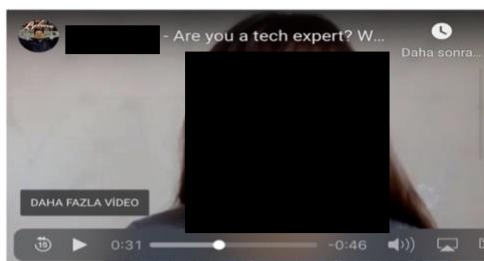 - Are you a tech expert? W...
Daha sonra...
DAHA FAZLA VİDEO
15
0:31
-0:46